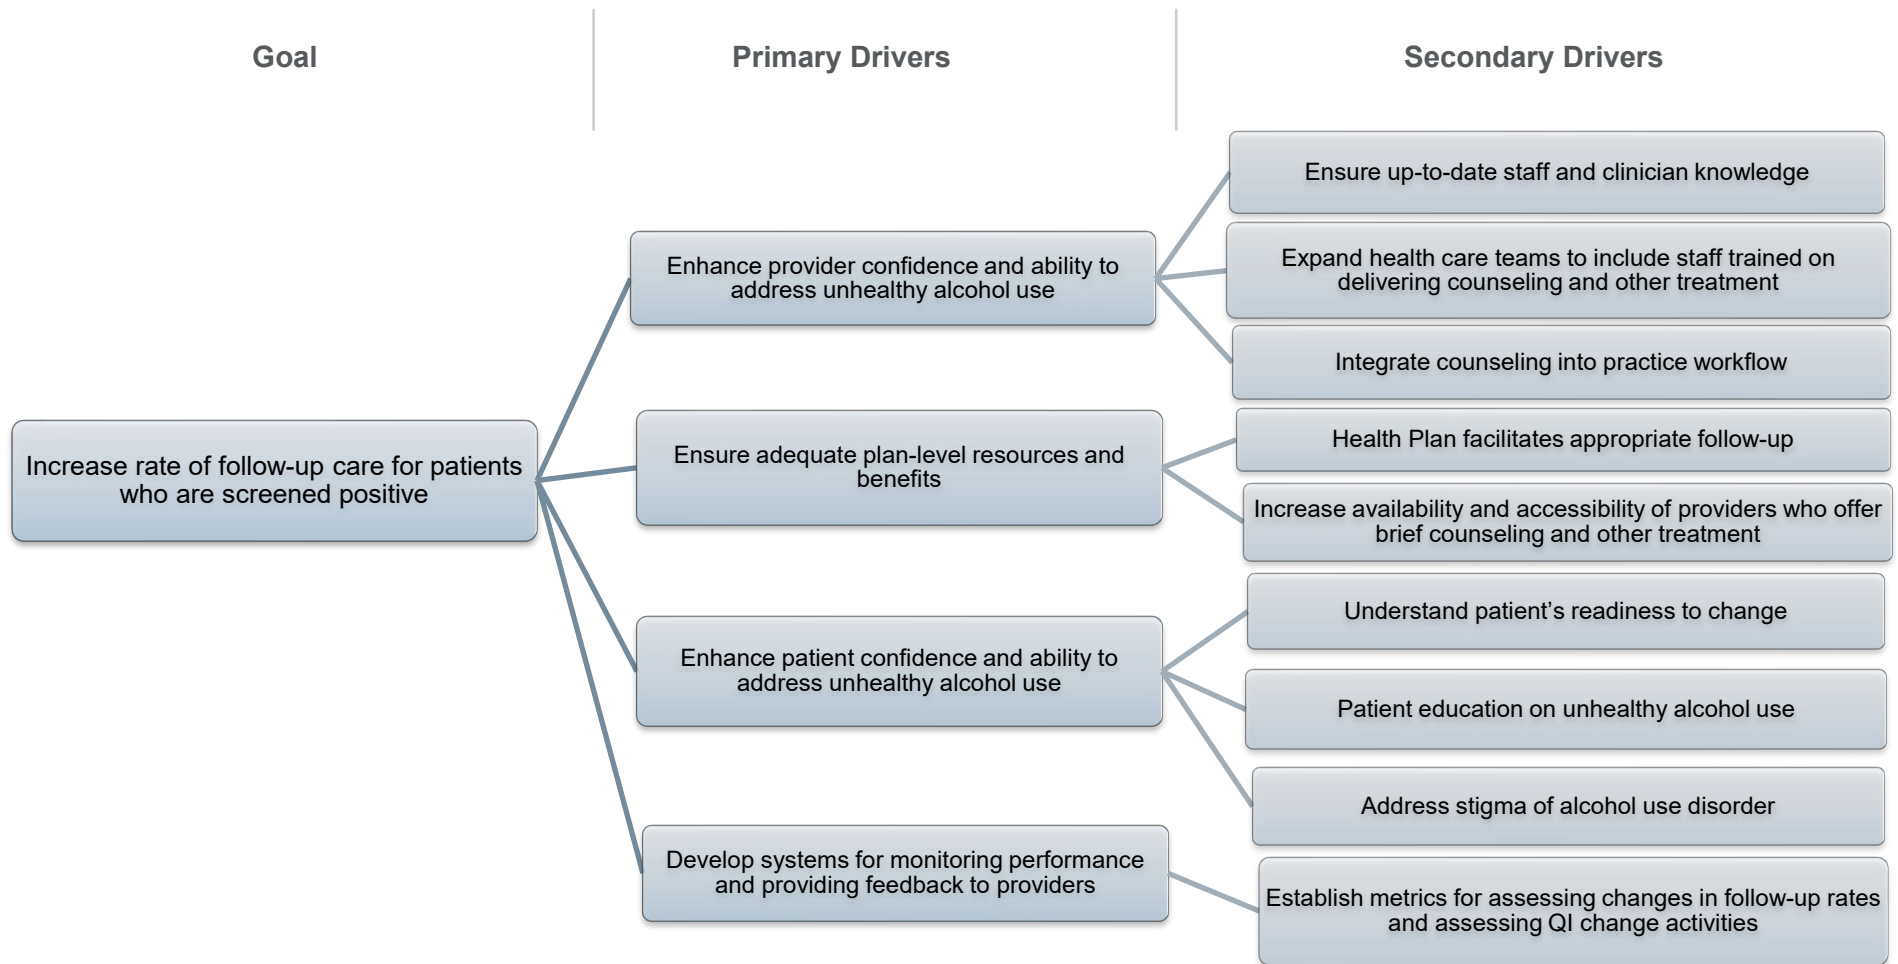 Goal
Primary Drivers
Secondary Drivers
Increase rate of follow-up care for patients
who are screened positive
Enhance provider confidence and ability to
address unhealthy alcohol use
Ensure up-to-date staff and clinician knowledge
Expand health care teams to include staff trained on
delivering counseling and other treatment
Integrate counseling into practice workflow
Ensure adequate plan-level resources and
benefits
Health Plan facilitates appropriate follow-up
Increase availability and accessibility of providers who offer
brief counseling and other treatment
Enhance patient confidence and ability to
address unhealthy alcohol use
Understand patient’s readiness to change
Patient education on unhealthy alcohol use
Address stigma of alcohol use disorder
Develop systems for monitoring performance
and providing feedback to providers
Establish metrics for assessing changes in follow-up rates
and assessing QI change activities